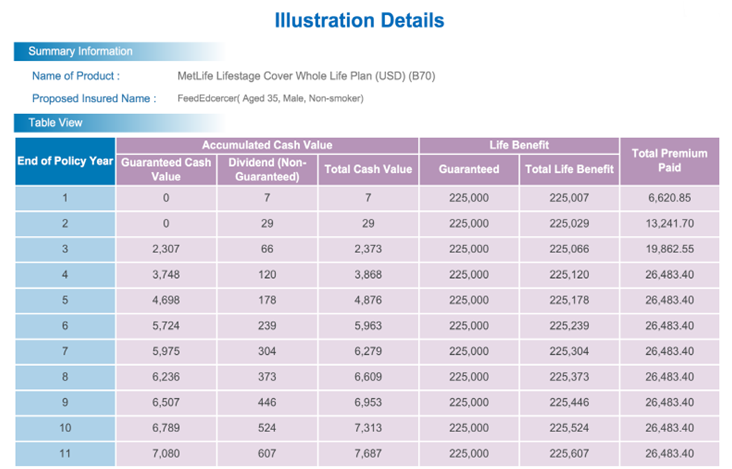 Illustration Details
Summary Information
Name of Product : MetLife Lifestage Cover Whole Life Plan (USD) (B70)
Proposed Insured Name : FeedEdcercer( Aged 35, Male, Non-smoker)
Table View
End of Policy Year Accumulated Cash Value Life Benefit Total Premium Paid
Guaranteed Cash Value Dividend (Non-Guaranteed) Total Cash Value Guaranteed Total Life Benefit
1 0 7 7 225,000 225,007 6,620.85
2 0 29 29 225,000 225,029 13,241.70
3 2,307 66 2,373 225,000 225,066 19,862.55
4 3,748 120 3,868 225,000 225,120 26,483.40
5 4,698 178 4,876 225,000 225,178 26,483.40
6 5,724 239 5,963 225,000 225,239 26,483.40
7 5,975 304 6,279 225,000 225,304 26,483.40
8 6,236 373 6,609 225,000 225,373 26,483.40
9 6,507 446 6,953 225,000 225,446 26,483.40
10 6,789 524 7,313 225,000 225,524 26,483.40
11 7,080 607 7,687 225,000 225,607 26,483.40